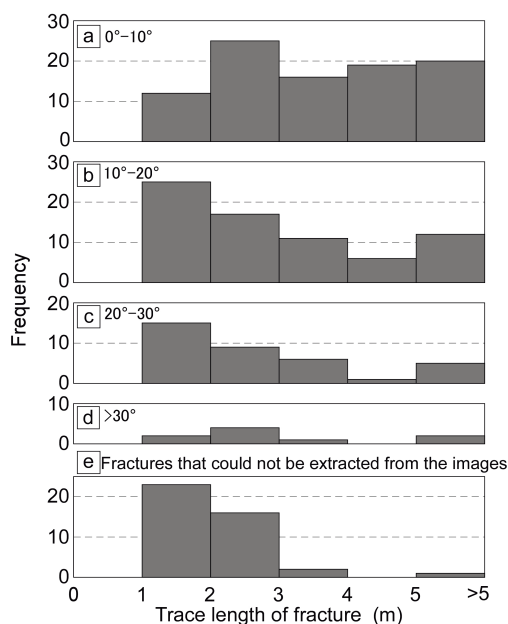 30
a 0°−10°
20
10
0
30
b 10°−20°
20
10
0
Frequency
20
c 20°−30°
10
0
10
d >30°
0
e Fractures that could not be extracted from the images
20
10
0
0 1 2 3 4 5 >5
Trace length of fracture (m)